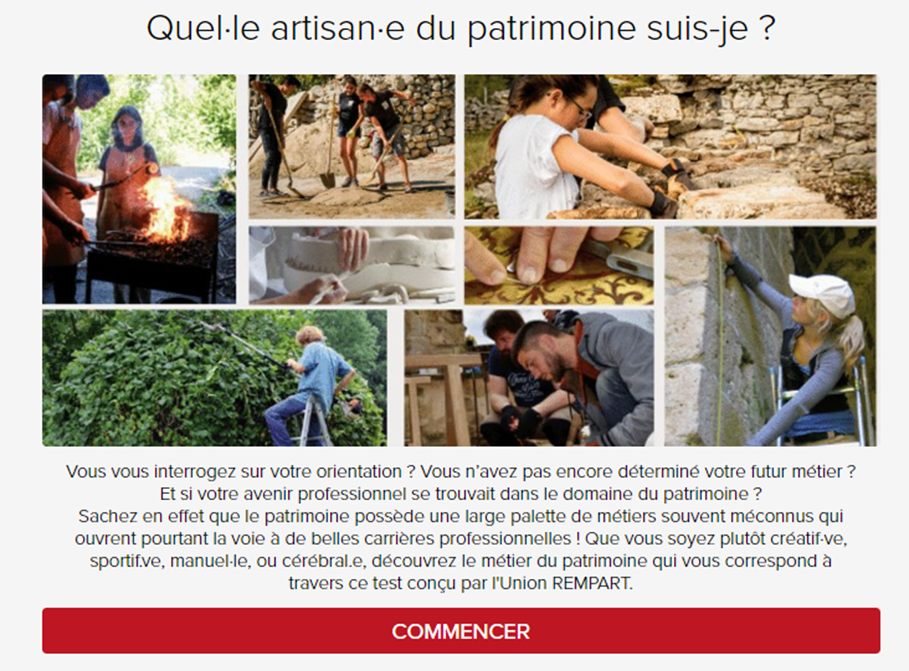 Quel·le artisan·e du patrimoine suis-je ?
Vous vous interrogez sur votre orientation ? Vous n’avez pas encore déterminé votre futur métier ?
Et si votre avenir professionnel se trouvait dans le domaine du patrimoine ?
Sachez en effet que le patrimoine possède une large palette de métiers souvent méconnus qui
ouvrent pourtant la voie à de belles carrières professionnelles ! Que vous soyez plutôt créatif·ve,
sportif.ve, manuel·le, ou cérébral.e, découvrez le métier du patrimoine qui vous correspond à
travers ce test conçu par l'Union REMPART.
COMMENCER